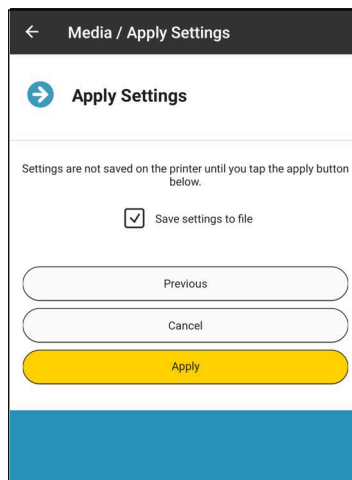 Media / Apply Settings
Apply Settings
Settings are not saved on the printer until you tap the apply button
below.
Save settings to file
Previous
Cancel
Apply